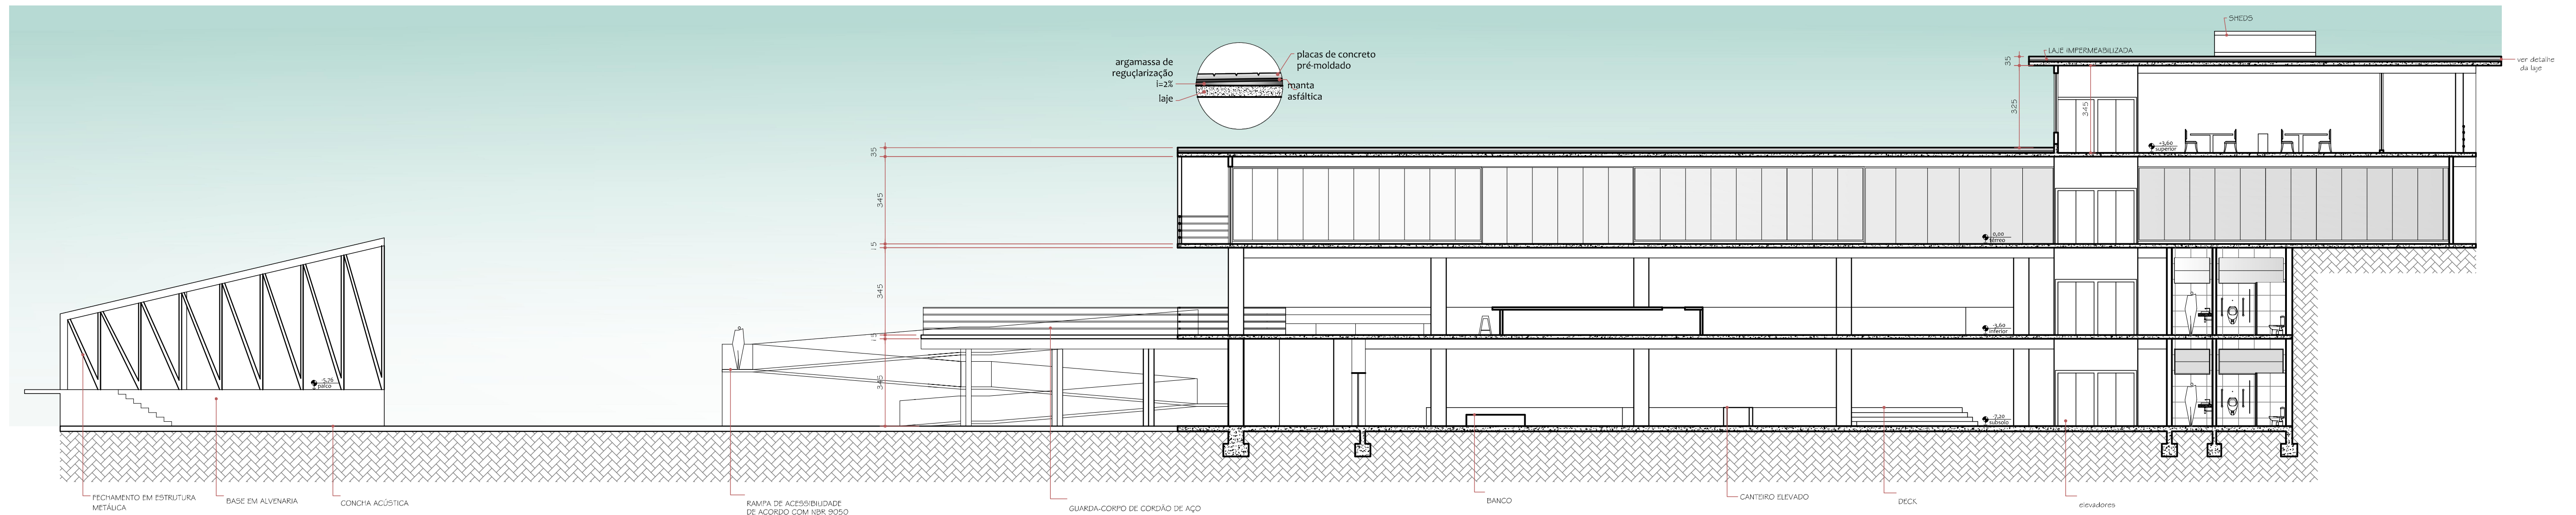 SHEDS
LAJE IMPERMEABILIZADA
ver detalhe
da laje
35
325
345
argamassa de
reguçlarização
i=2%
laje
placas de concreto
pré-moldado
manta
asfáltica
35
345
15
345
15
345
+3,60
superior
0,00
térreo
-3,60
inferior
-7,20
subsolo
-5,76
palco
FECHAMENTO EM ESTRUTURA
METÁLICA
BASE EM ALVENARIA
CONCHA ACÚSTICA
RAMPA DE ACESSIBILIDADE
DE ACORDO COM NBR 9050
GUARDA-CORPO DE CORDÃO DE AÇO
BANCO
CANTEIRO ELEVADO
DECK
elevadores